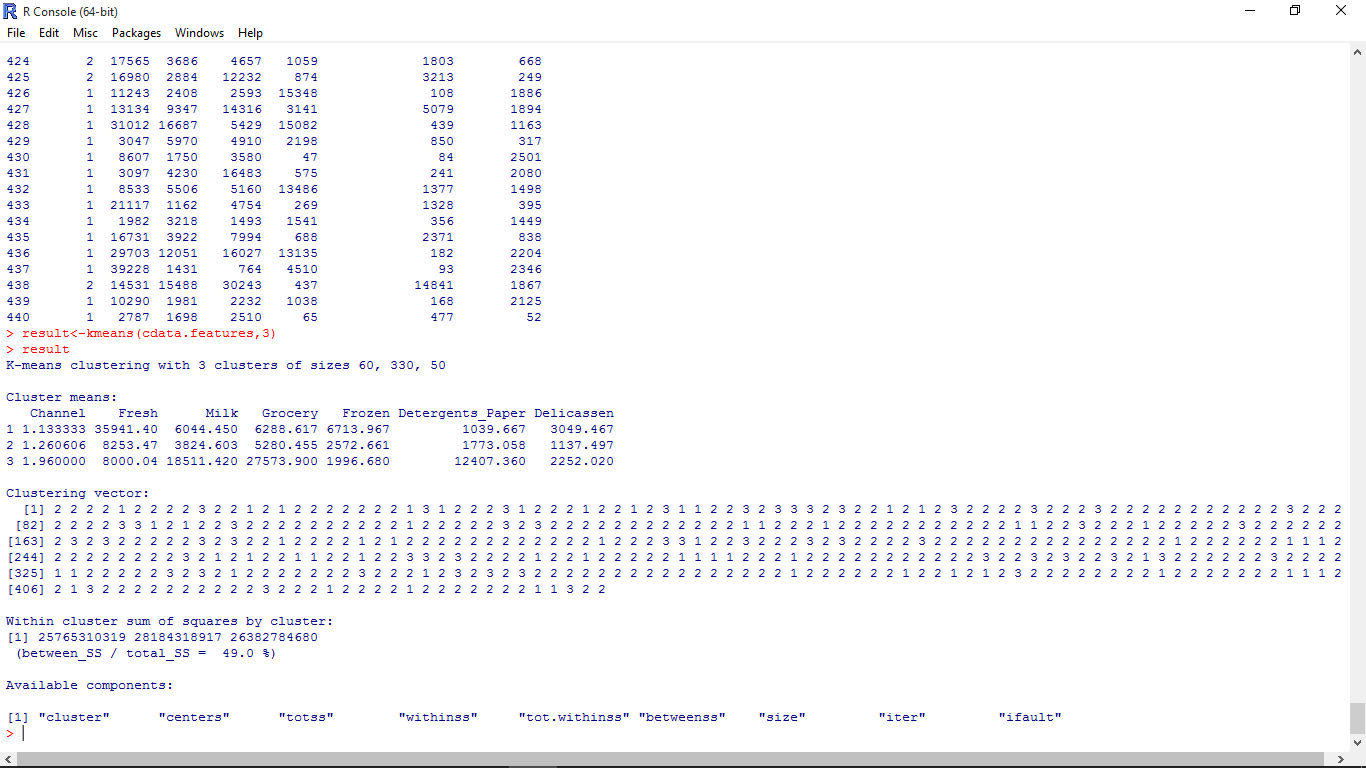 R Console (64-bit)
File Edit Misc Packages Windows Help
424 2 17565 3686 4657 1059 1803 668
425 2 16980 2884 12232 874 3213 249
426 1 11243 2408 2593 15348 108 1886
427 1 13134 9347 14316 3141 5079 1894
428 1 31012 16687 5429 15082 439 1163
429 1 3047 5970 4910 2198 850 317
430 1 8607 1750 3580 47 84 2501
431 1 3097 4230 16483 575 241 2080
432 1 8533 5506 5160 13486 1377 1498
433 1 21117 1162 4754 269 1328 395
434 1 1982 3218 1493 1541 356 1449
435 1 16731 3922 7994 688 2371 838
436 1 29703 12051 16027 13135 182 2204
437 1 39228 1431 764 4510 93 2346
438 2 14531 15488 30243 437 14841 1867
439 1 10290 1981 2232 1038 168 2125
440 1 2787 1698 2510 65 477 52
> result<-kmeans(cdata.features,3)
> result
K-means clustering with 3 clusters of sizes 60, 330, 50
Cluster means:
Channel Fresh Milk Grocery Frozen Detergents_Paper Delicassen
1 1.133333 35941.40 6044.450 6288.617 6713.967 1039.667 3049.467
2 1.260606 8253.47 3824.603 5280.455 2572.661 1773.058 1137.497
3 1.960000 8000.04 18511.420 27573.900 1996.680 12407.360 2252.020
Clustering vector:
[1] 2 2 2 2 1 2 2 2 2 3 2 2 1 2 1 2 2 2 2 2 2 2 1 3 1 2 2 2 3 1 2 2 2 1 2 2 1 2 3 1 1 2 2 3 2 3 3 3 2 3 2 2 1 2 1 2 3 2 2 2 2 3 2 2 2 3 2 2 2 2 2 2 2 2 2 2 2 3 2 2 2
[82] 2 2 2 2 3 3 1 2 1 2 2 3 2 2 2 2 2 2 2 2 2 2 1 2 2 2 2 2 3 2 3 2 2 2 2 2 2 2 2 2 2 2 2 1 1 2 2 2 1 2 2 2 2 2 2 2 2 2 2 2 1 1 2 2 3 2 2 2 1 2 2 2 2 2 3 2 2 2 2 2 2
[163] 2 3 2 3 2 2 2 2 2 3 2 3 2 2 1 2 2 2 2 1 2 1 2 2 2 2 2 2 2 2 2 2 2 2 1 2 2 2 3 3 1 2 2 2 3 2 3 2 2 2 2 3 2 2 2 2 2 2 2 2 2 2 2 2 2 2 2 1 2 2 2 2 2 2 1 1 1 2
[244] 2 2 2 2 2 2 2 2 3 2 1 2 1 2 2 1 1 2 2 1 2 2 3 3 2 3 2 2 2 2 1 2 2 1 2 2 2 2 2 1 1 1 1 2 2 2 1 2 2 2 2 2 2 2 2 2 2 2 3 2 2 3 2 3 2 2 3 2 1 3 2 2 2 2 2 2 3 2 2 2 2
[325] 1 1 2 2 2 2 2 3 2 3 2 1 2 2 2 2 2 2 2 3 2 2 2 1 2 3 2 3 2 3 2 2 2 2 2 2 2 2 2 2 2 2 2 2 2 2 1 2 2 2 2 2 2 1 2 2 1 2 1 2 3 2 2 2 2 2 2 2 2 1 2 2 2 2 2 2 2 1 1 1 2
[406] 2 1 3 2 2 2 2 2 2 2 2 2 2 3 2 2 2 1 2 2 2 2 1 2 2 2 2 2 2 2 1 1 3 2 2
Within cluster sum of squares by cluster:
[1] 25765310319 28184318917 26382784680
(between_SS / total_SS = 49.0 %)
Available components:
[1] "cluster" "centers" "totss" "withinss" "tot.withinss" "betweenss" "size" "iter" "ifault"
>